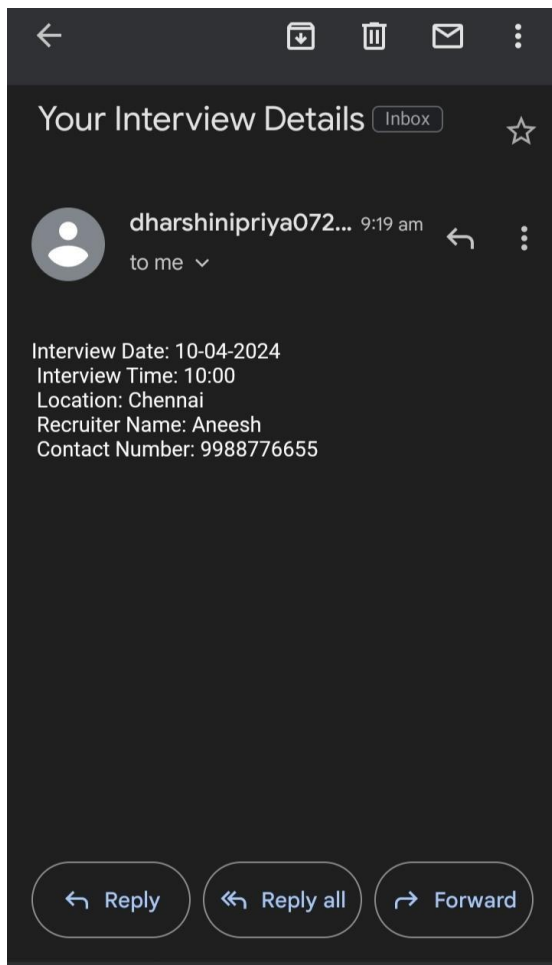 Your Interview Details Inbox
dharshinipriya072... 9:19 am
to me
Interview Date: 10-04-2024
Interview Time: 10:00
Location: Chennai
Recruiter Name: Aneesh
Contact Number: 9988776655
Reply Reply all Forward